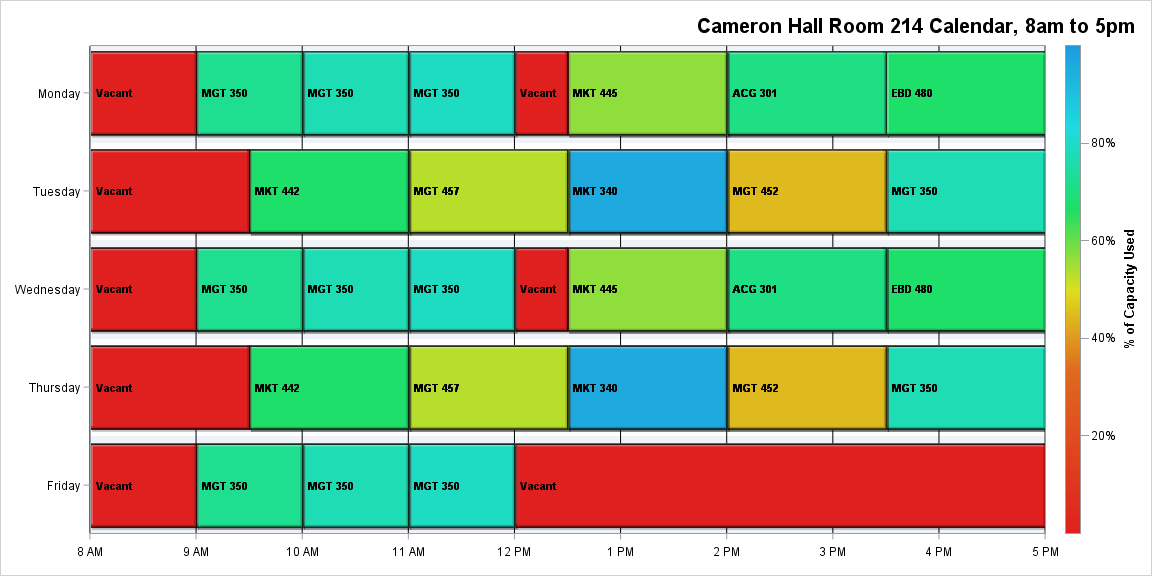 Cameron Hall Room 214 Calendar, 8am to 5pm
Monday Vacant MGT 350 MGT 350 MGT 350 Vacant MKT 445 ACG 301 EBD 480
Tuesday Vacant MKT 442 MGT 457 MKT 340 MGT 452 MGT 350
Wednesday Vacant MGT 350 MGT 350 MGT 350 Vacant MKT 445 ACG 301 EBD 480
Thursday Vacant MKT 442 MGT 457 MKT 340 MGT 452 MGT 350
Friday Vacant MGT 350 MGT 350 MGT 350 Vacant
8 AM 9 AM 10 AM 11 AM 12 PM 1 PM 2 PM 3 PM 4 PM 5 PM
80%
60%
40%
20%
% of Capacity Used